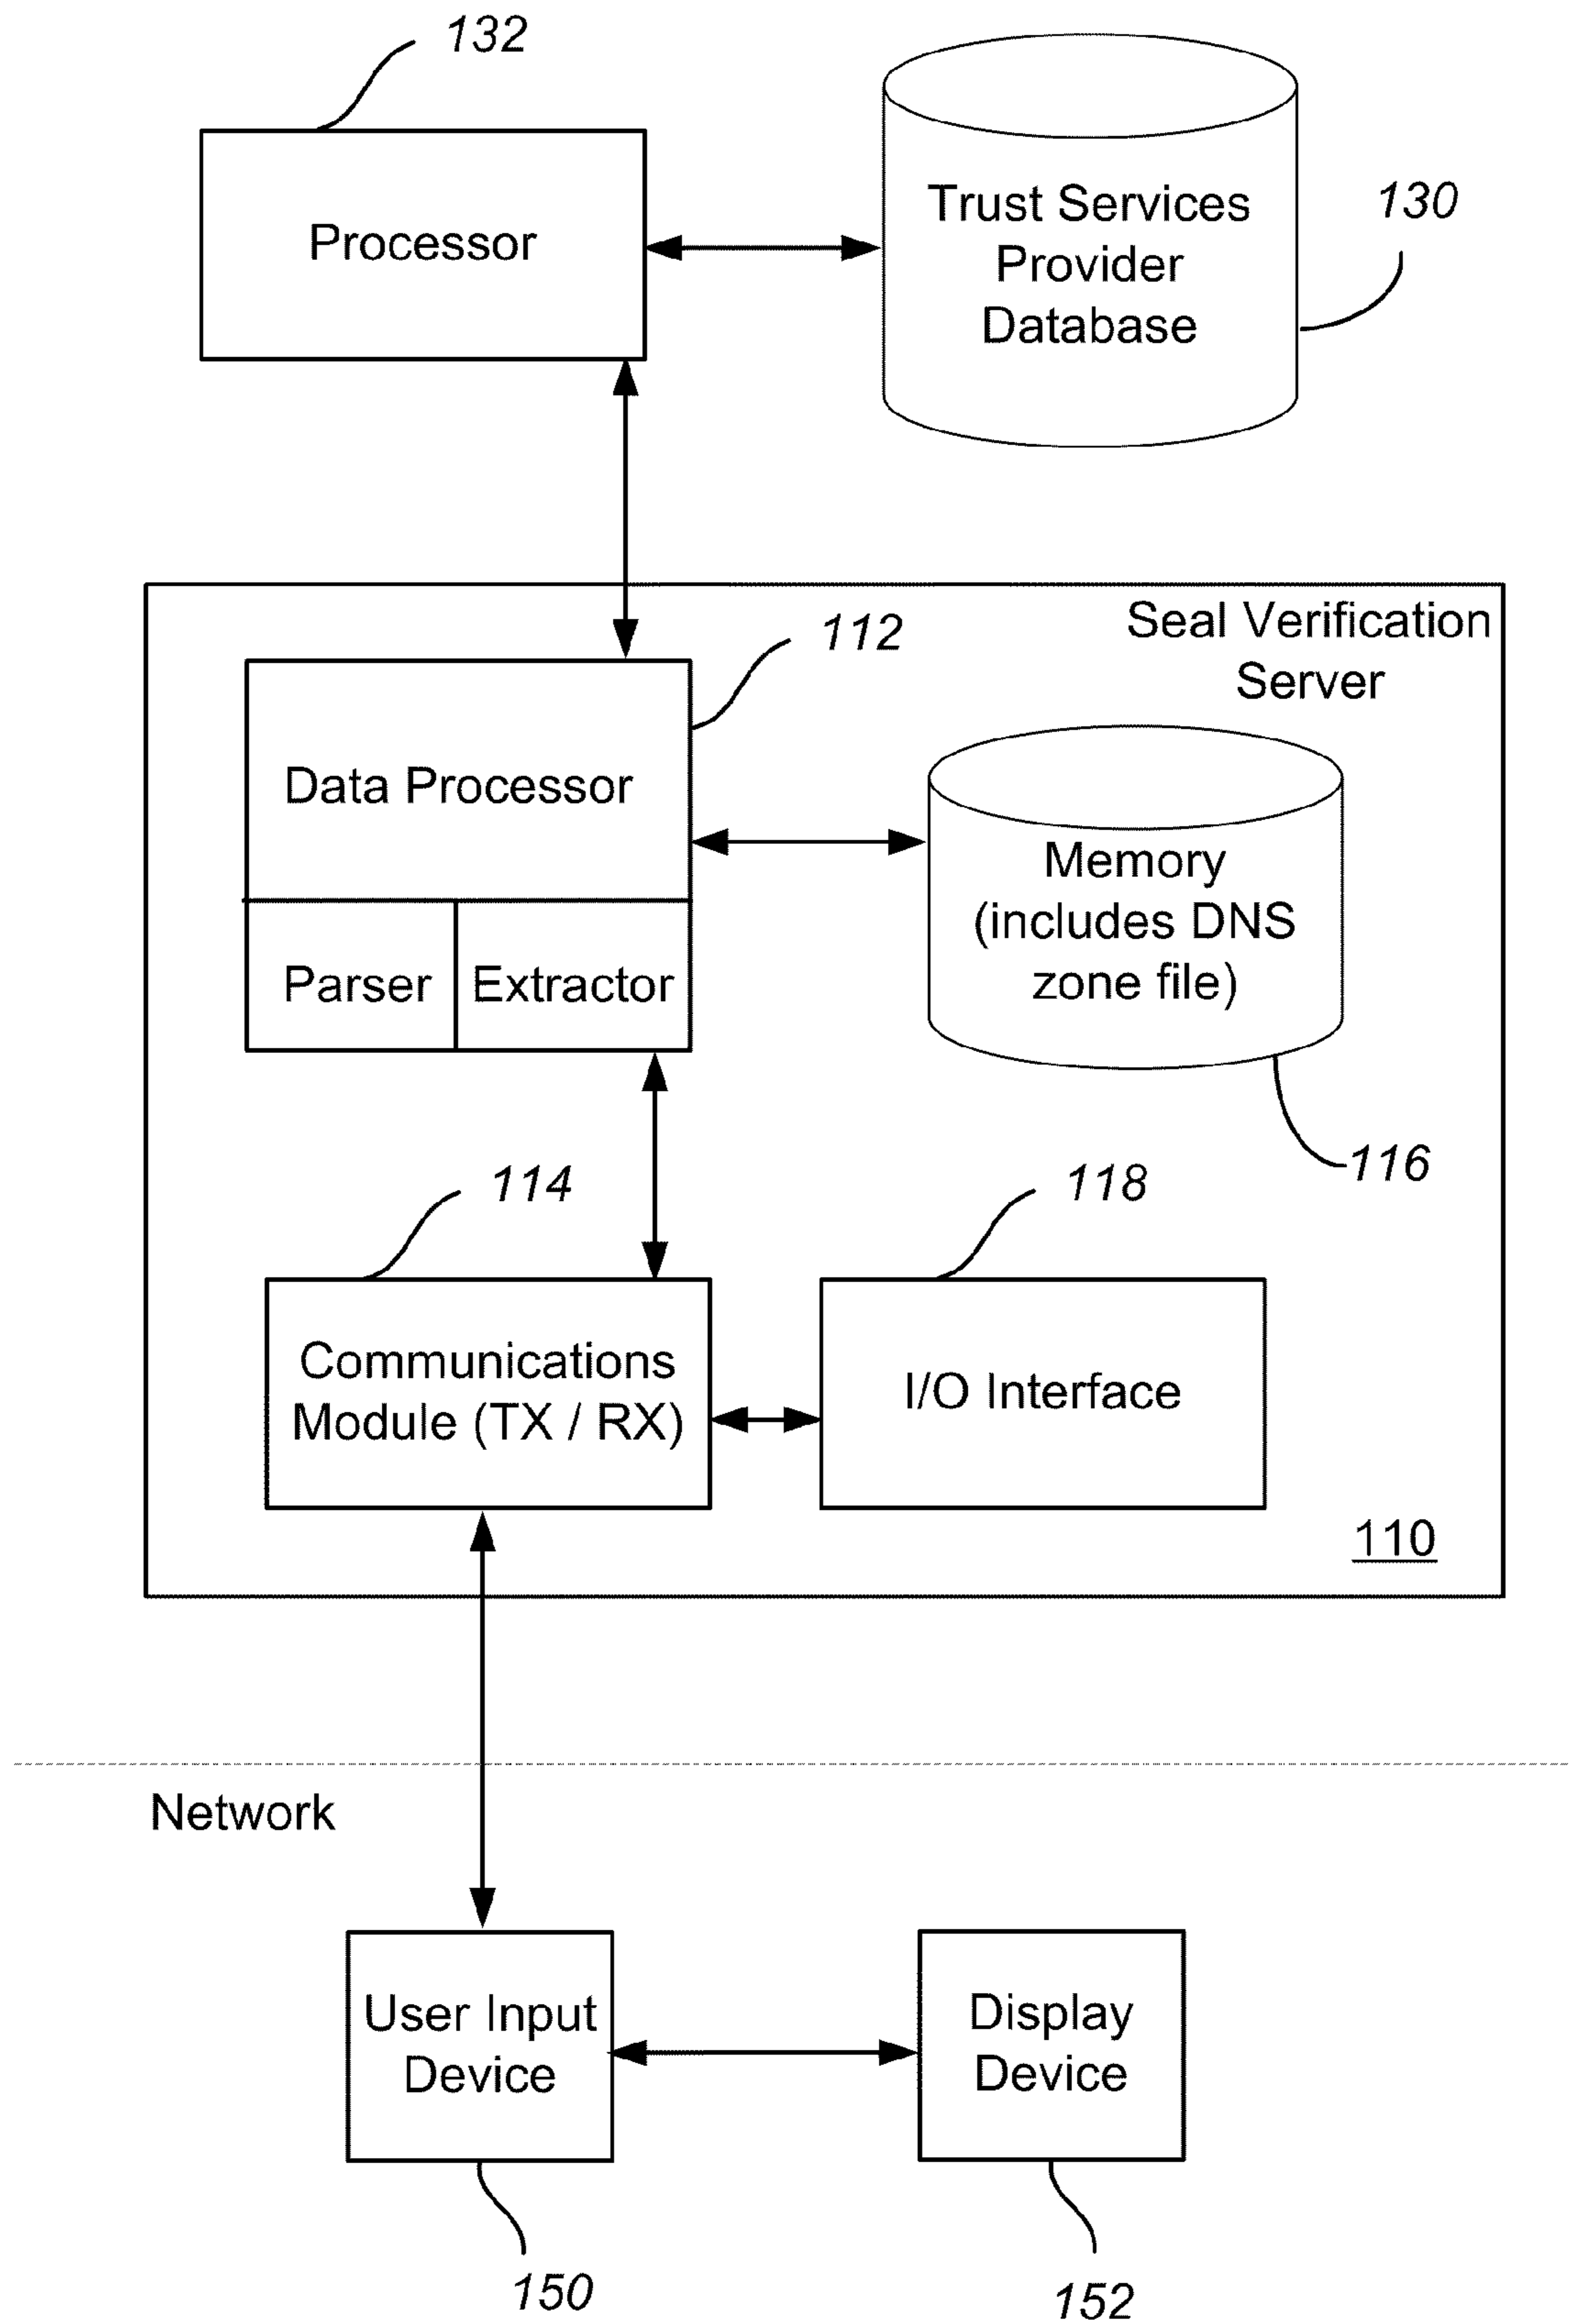 132
Processor
Trust Services
Provider
Database
130
Seal Verification
Server
112
Data Processor
Parser
Extractor
Memory
(includes DNS
zone file)
116
114
118
Communications
Module (TX / RX)
I/O Interface
110
Network
User Input
Device
Display
Device
150
152